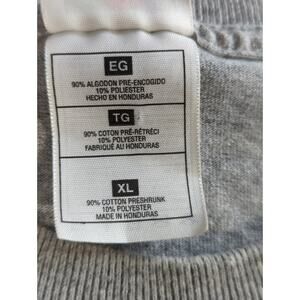 EG
90% ALGODON PRE-ENCOGIDO
10% POLIESTER
HECHO EN HONDURAS
TG
90% COTON PRÉ-RÉTRÉCI
10% POLYESTER
FABRIQUÉ AU HONDURAS
XL
90% COTTON PRESHRUNK
10% POLYESTER
MADE IN HONDURAS